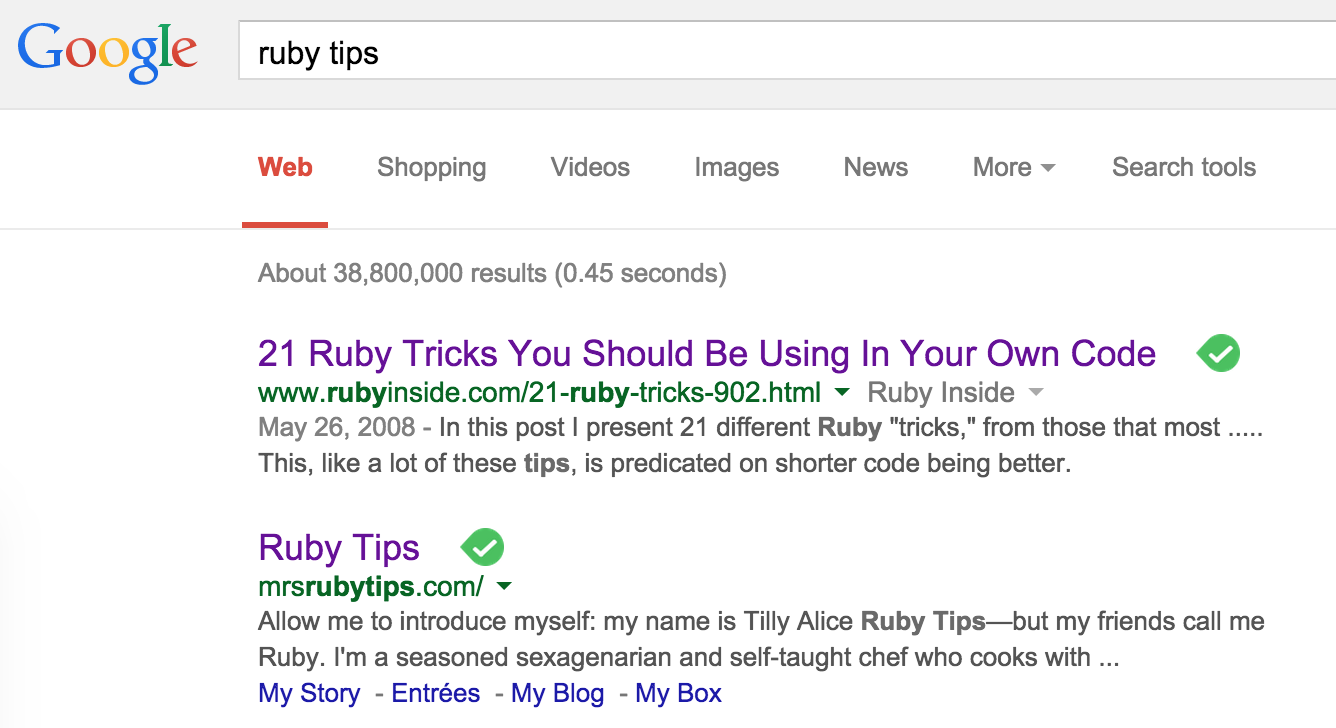 Google
ruby tips
Web Shopping Videos Images News More Search tools
About 38,800,000 results (0.45 seconds)
21 Ruby Tricks You Should Be Using In Your Own Code
www.rubyinside.com/21-ruby-tricks-902.html Ruby Inside
May 26, 2008 - In this post I present 21 different Ruby "tricks," from those that most .....
This, like a lot of these tips, is predicated on shorter code being better.
Ruby Tips
mrsrubytips.com/
Allow me to introduce myself: my name is Tilly Alice Ruby Tips—but my friends call me
Ruby. I'm a seasoned sexagenarian and self-taught chef who cooks with ...
My Story - Entrées - My Blog - My Box